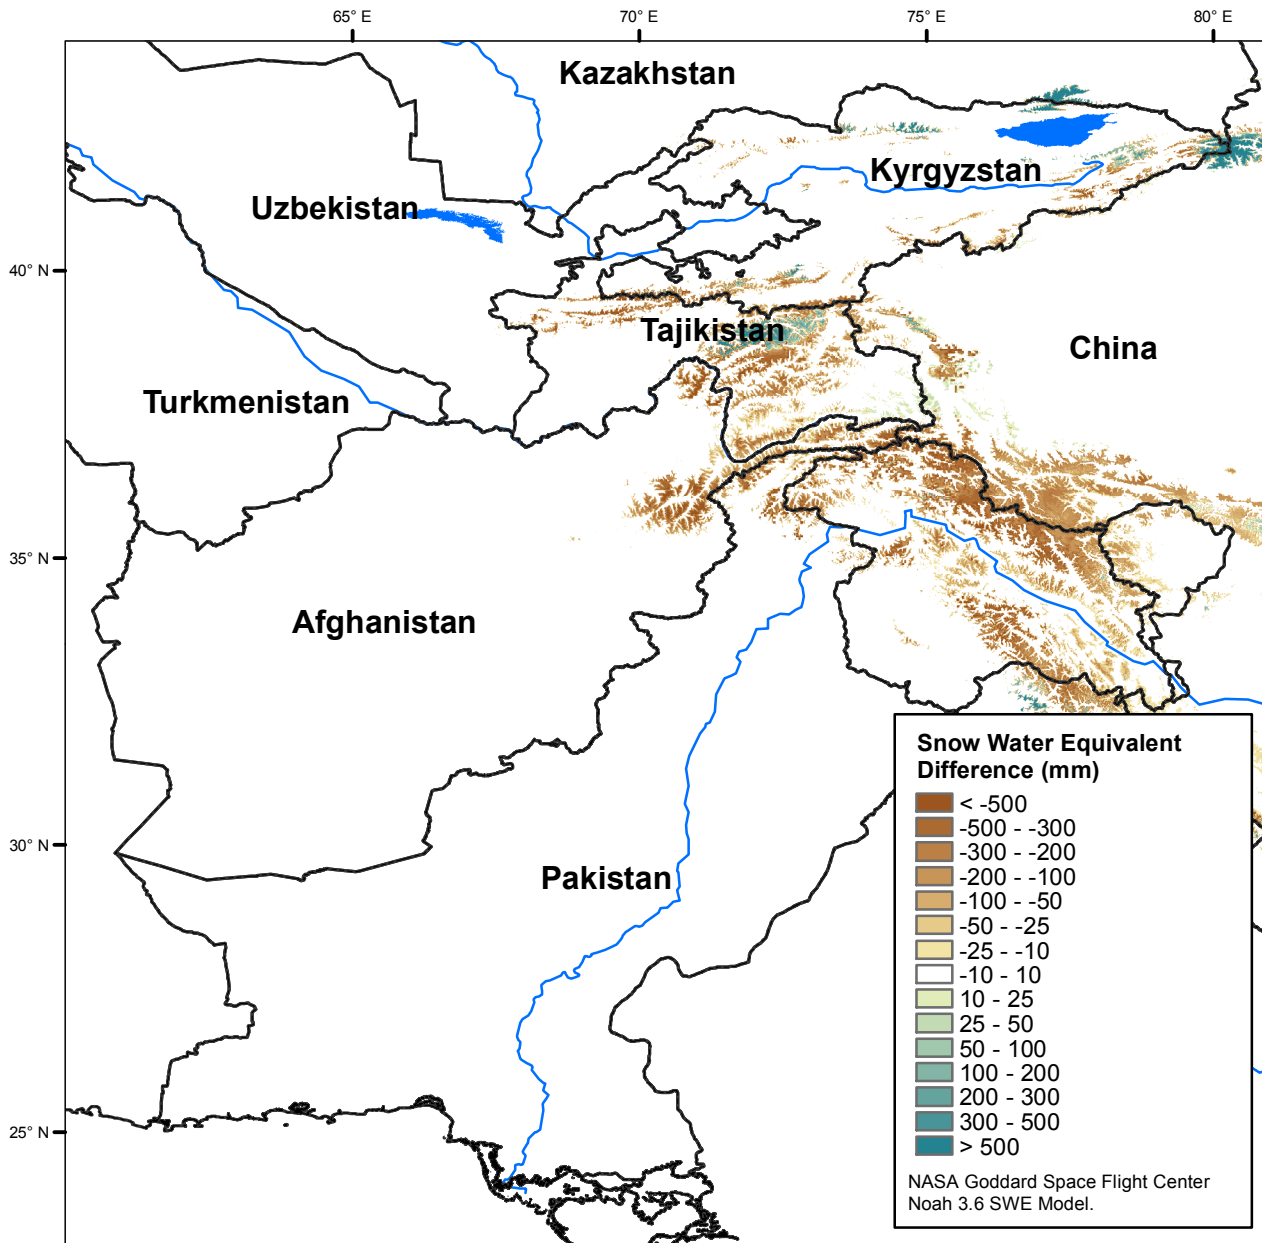 65° E
70° E
75° E
80° E
Kazakhstan
Kyrgyzstan
Uzbekistan
40° N
Tajikistan
China
Turkmenistan
35° N
Afghanistan
Snow Water Equivalent
Difference (mm)
< -500
-500 - -300
-300 - -200
-200 - -100
-100 - -50
-50 - -25
-25 - -10
-10 - 10
10 - 25
25 - 50
50 - 100
100 - 200
200 - 300
300 - 500
> 500
NASA Goddard Space Flight Center
Noah 3.6 SWE Model.
30° N
Pakistan
25° N